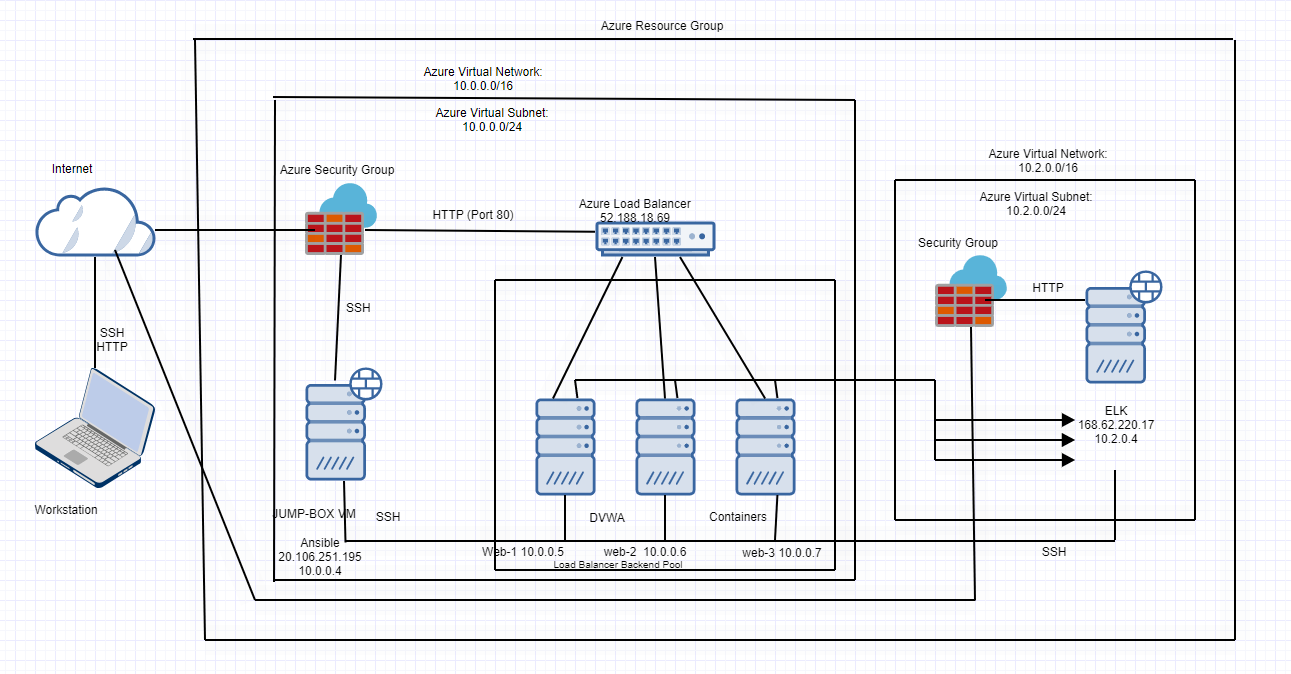 Azure Resource Group
Azure Virtual Network:
10.0.0.0/16
Azure Virtual Subnet:
10.0.0.0/24
Internet
Azure Security Group
HTTP (Port 80)
Azure Load Balancer
52.188.18.69
Azure Virtual Network:
10.2.0.0/16
Azure Virtual Subnet:
10.2.0.0/24
Security Group
HTTP
SSH
SSH
HTTP
ELK
168.62.220.17
10.2.0.4
Workstation
JUMP-BOX VM
SSH
DVWA
Containers
Ansible
20.106.251.195
10.0.0.4
Web-1 10.0.0.5
web-2 10.0.0.6
web-3 10.0.0.7
Load Balancer Backend Pool
SSH